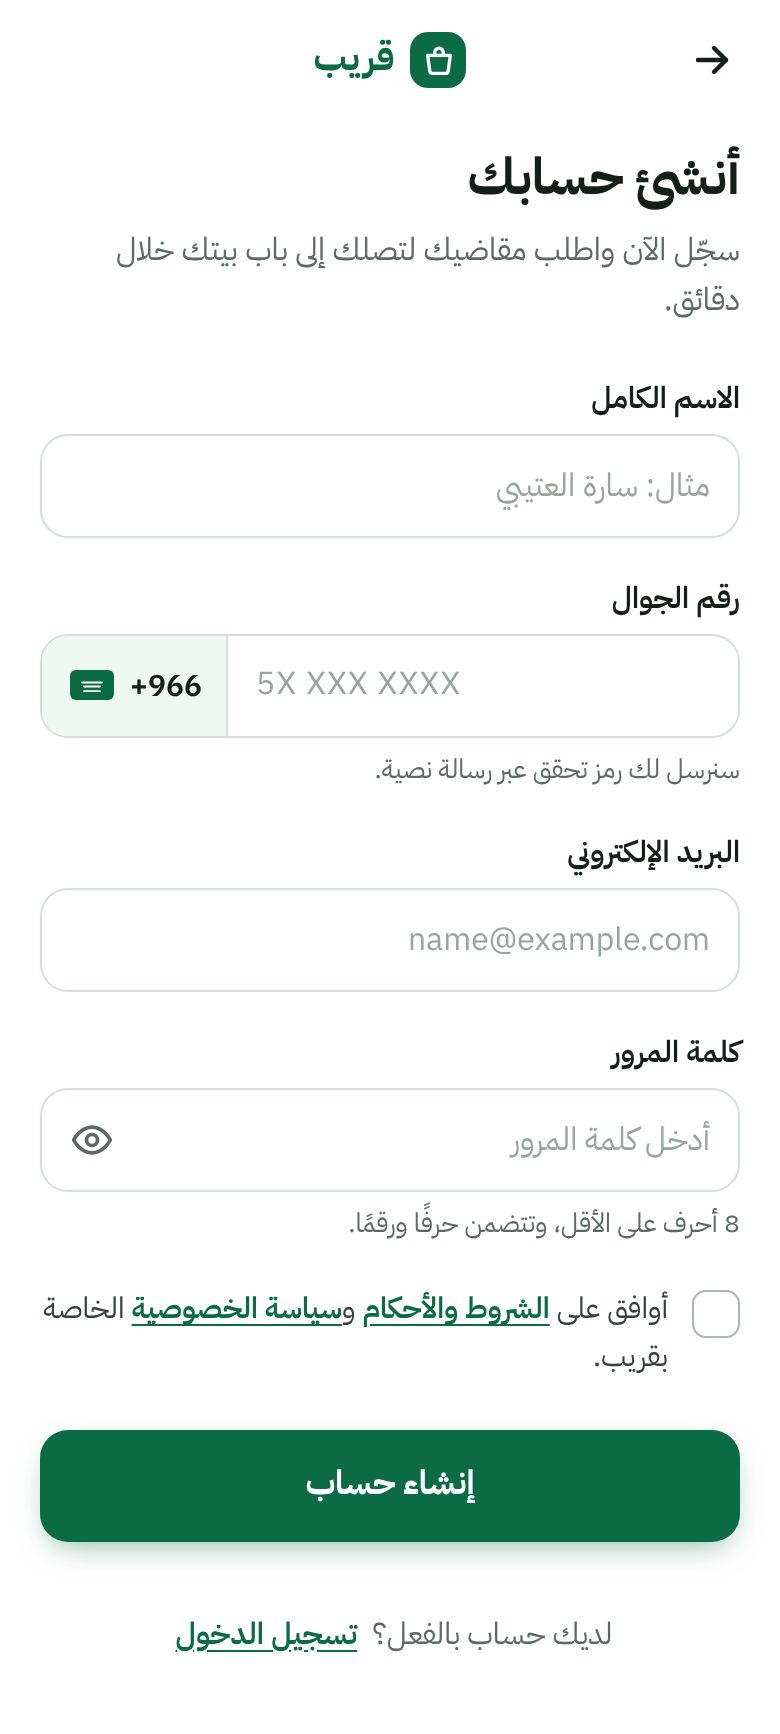 قريب
أنشئ حسابك
سجّل الآن واطلب مقاضيك لتصلك إلى باب بيتك خلال
دقائق.
الاسم الكامل
مثال: سارة العتيبي
رقم الجوال
+966 5X XXX XXXX
سنرسل لك رمز تحقق عبر رسالة نصية.
البريد الإلكتروني
name@example.com
كلمة المرور
أدخل كلمة المرور
8 أحرف على الأقل، وتتضمن حرفًا ورقمًا.
أوافق على الشروط والأحكام وسياسة الخصوصية الخاصة
بقريب.
إنشاء حساب
لديك حساب بالفعل؟ تسجيل الدخول